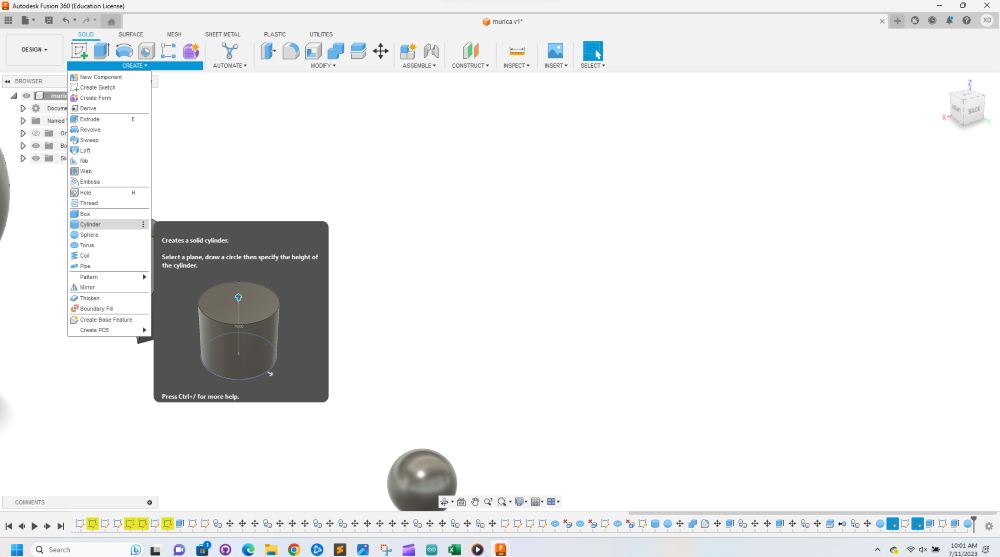 Autodesk Fusion 360 (Education License)
murica v1*
XO
DESIGN
SOLID
SURFACE
MESH
SHEET METAL
PLASTIC
UTILITIES
CREATE
AUTOMATE
MODIFY
ASSEMBLE
CONSTRUCT
INSPECT
INSERT
SELECT
BROWSER
muric
Docume
Named
Or
Bo
Sk
New Component
Create Sketch
Create Form
Derive
Extrude E
Revolve
Sweep
Loft
Rib
Web
Emboss
Hole H
Thread
Box
Cylinder
Sphere
Torus
Coil
Pipe
Pattern
Mirror
Thicken
Boundary Fill
Create Base Feature
Create PCB
Creates a solid cylinder.
Select a plane, draw a circle then specify the height of
the cylinder.
Press Ctrl+/ for more help.
Z
BACK
X
Y
COMMENTS
Search
10:01 AM
7/11/2023